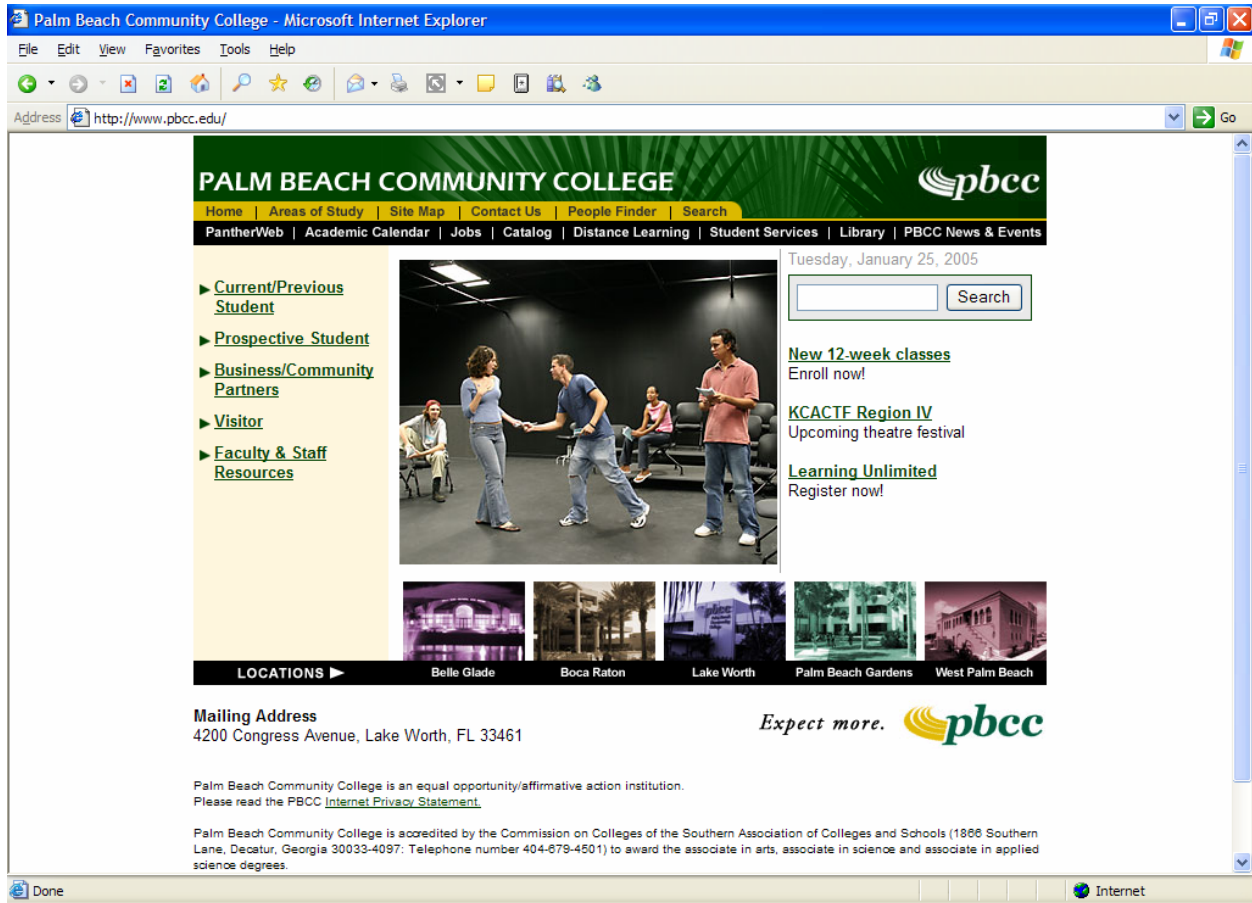 Palm Beach Community College - Microsoft Internet Explorer
File Edit View Favorites Tools Help
Address http://www.pbcc.edu/ Go
PALM BEACH COMMUNITY COLLEGE pbcc
Home | Areas of Study | Site Map | Contact Us | People Finder | Search
PantherWeb | Academic Calendar | Jobs | Catalog | Distance Learning | Student Services | Library | PBCC News & Events
Current/Previous
Student
Prospective Student
Business/Community
Partners
Visitor
Faculty & Staff
Resources
Tuesday, January 25, 2005
Search
New 12-week classes
Enroll now!
KCACTF Region IV
Upcoming theatre festival
Learning Unlimited
Register now!
pbcc
LOCATIONS Belle Glade Boca Raton Lake Worth Palm Beach Gardens West Palm Beach
Mailing Address
4200 Congress Avenue, Lake Worth, FL 33461
Expect more. pbcc
Palm Beach Community College is an equal opportunity/affirmative action institution.
Please read the PBCC Internet Privacy Statement.
Palm Beach Community College is accredited by the Commission on Colleges of the Southern Association of Colleges and Schools (1866 Southern
Lane, Decatur, Georgia 30033-4097: Telephone number 404-679-4501) to award the associate in arts, associate in science and associate in applied
science degrees.
Done Internet